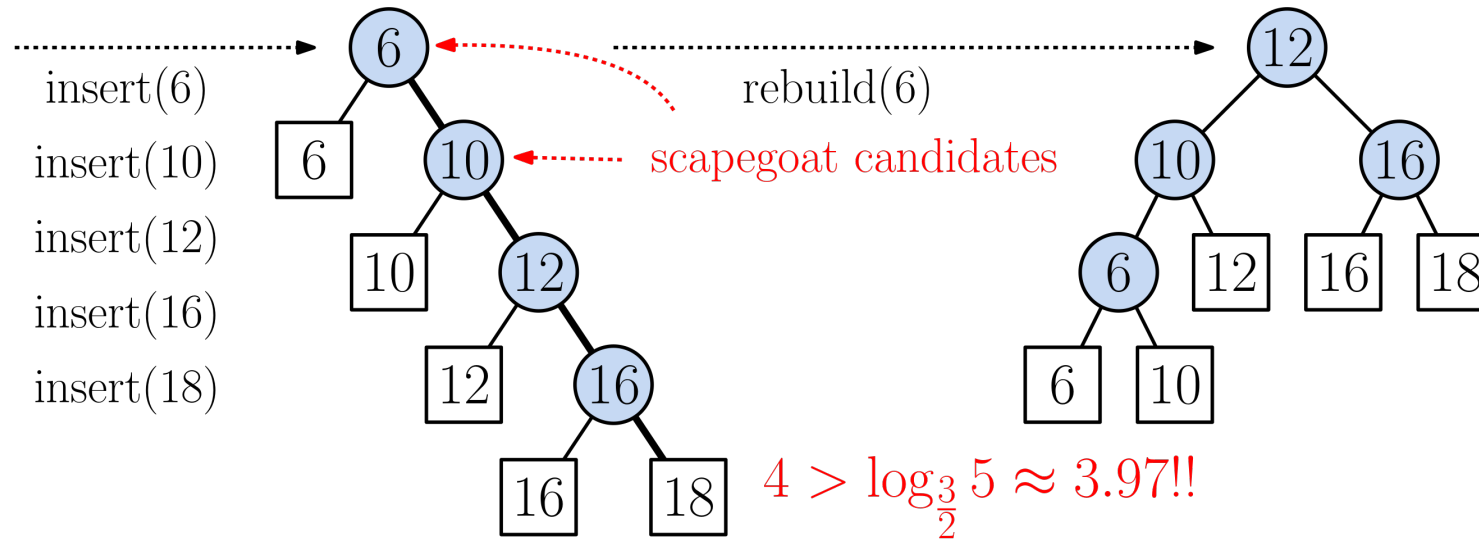 insert(6)
insert(10)
insert(12)
insert(16)
insert(18)
6
6
10
10
12
12
16
16
18
rebuild(6)
scapegoat candidates
4 > log_{3/2} 5 ≈ 3.97!!
12
10
16
6
12
16
18
6
10